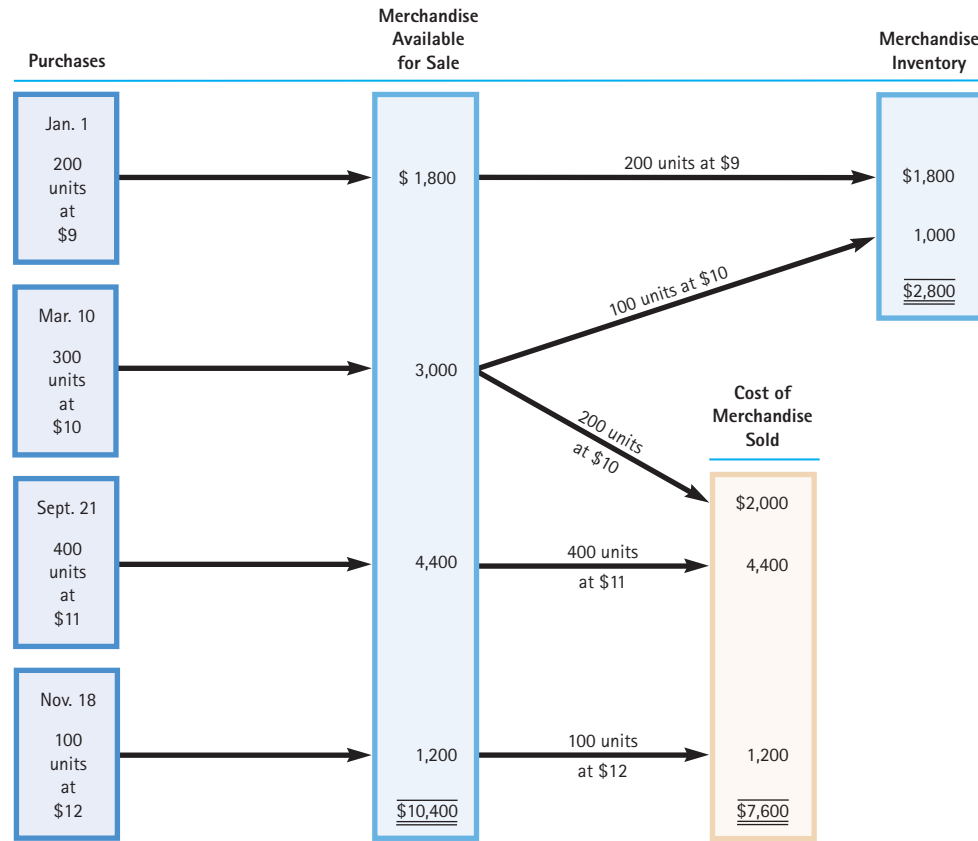 Purchases
Merchandise
Available
for Sale
Merchandise
Inventory
Jan. 1
200
units
at
$9
$ 1,800
200 units at $9
$1,800
1,000
$2,800
100 units at $10
Mar. 10
300
units
at
$10
3,000
200 units
at $10
Cost of
Merchandise
Sold
$2,000
Sept. 21
400
units
at
$11
4,400
400 units
at $11
4,400
Nov. 18
100
units
at
$12
1,200
100 units
at $12
1,200
$10,400
$7,600